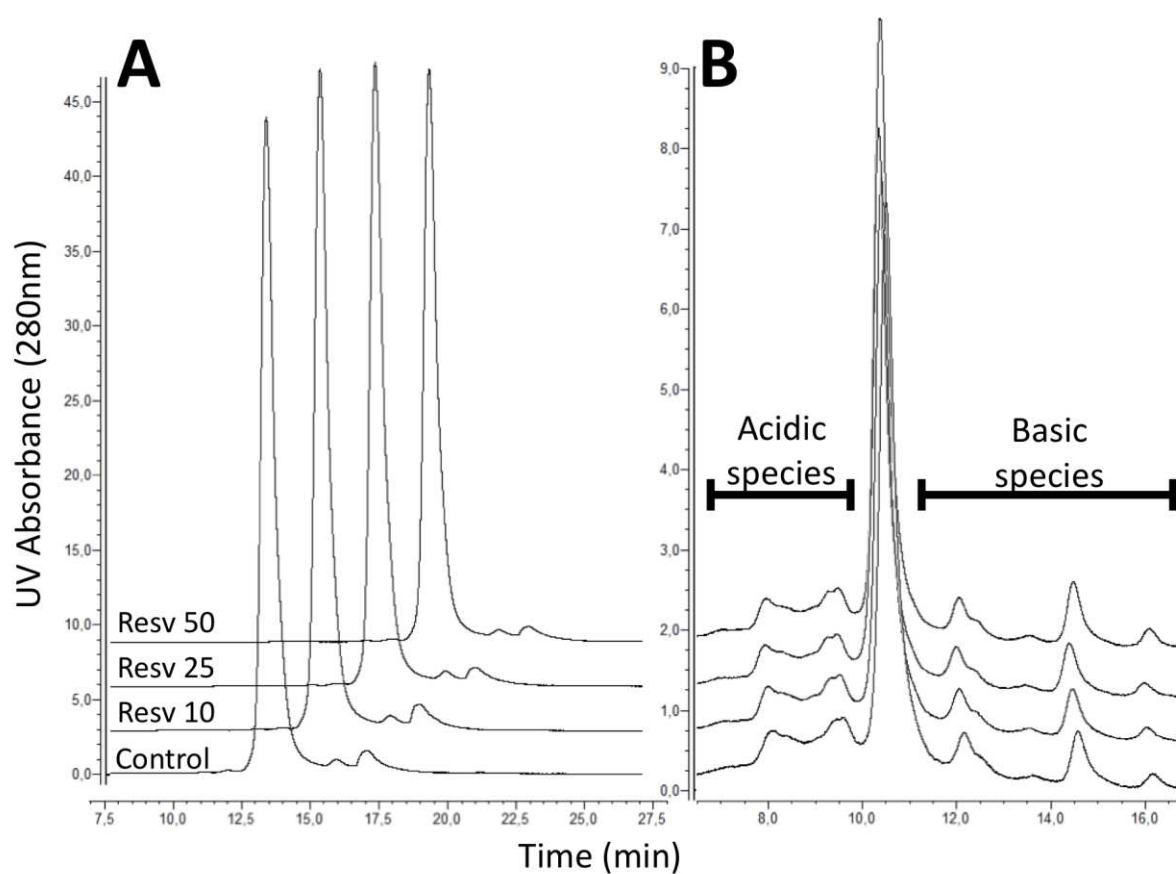 A
B
UV Absorbance (280nm)
45,0
40,0
35,0
30,0
25,0
20,0
15,0
10,0
5,0
0,0
Resv 50
Resv 25
Resv 10
Control
7,5
10,0
12,5
15,0
17,5
20,0
22,5
25,0
27,5
9,0
8,0
7,0
6,0
5,0
4,0
3,0
2,0
1,0
0,0
Acidic
species
Basic
species
8,0
10,0
12,0
14,0
16,0
Time (min)